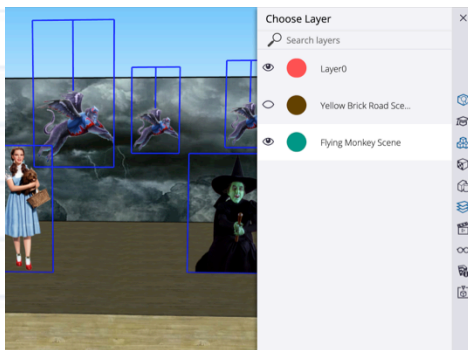 Choose Layer
Search layers
Layer0
Yellow Brick Road Sce...
Flying Monkey Scene